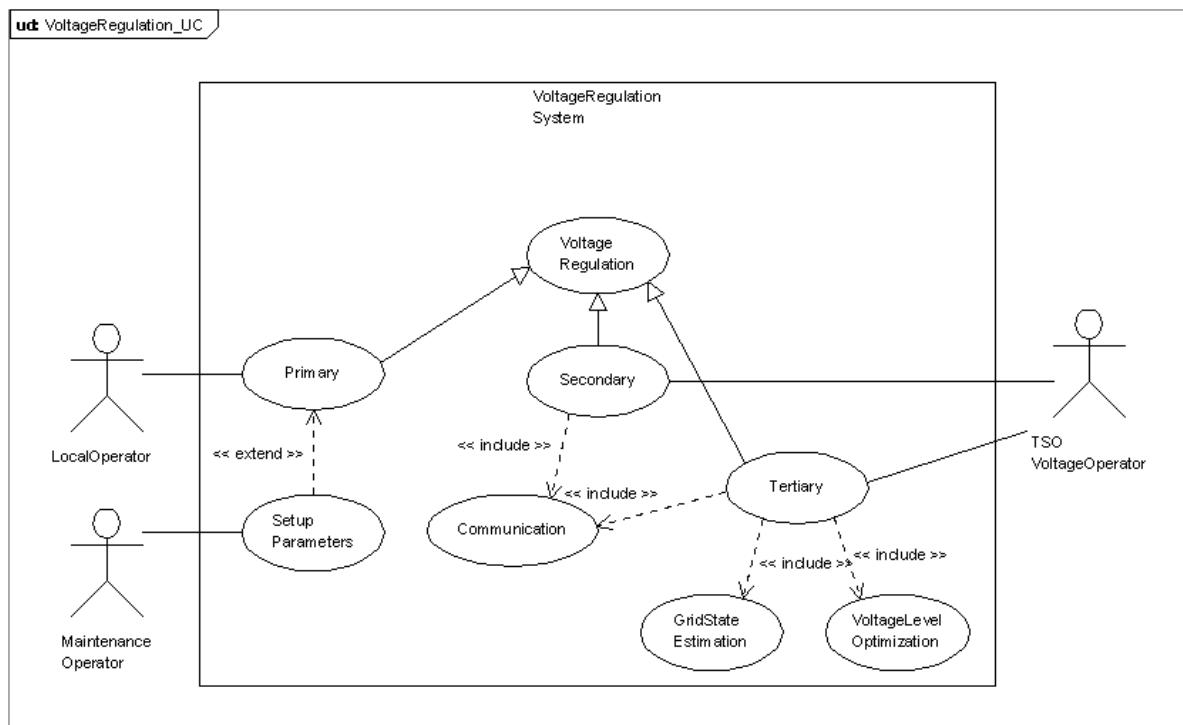 ud: VoltageRegulation_UC
VoltageRegulation
System
Voltage
Regulation
Primary
Secondary
LocalOperator
<< extend >>
<< include >>
TSO
VoltageOperator
<< include >>
Tertiary
Setup
Parameters
Communication
<< include >>
<< include >>
GridState
Estimation
VoltageLevel
Optimization
Maintenance
Operator